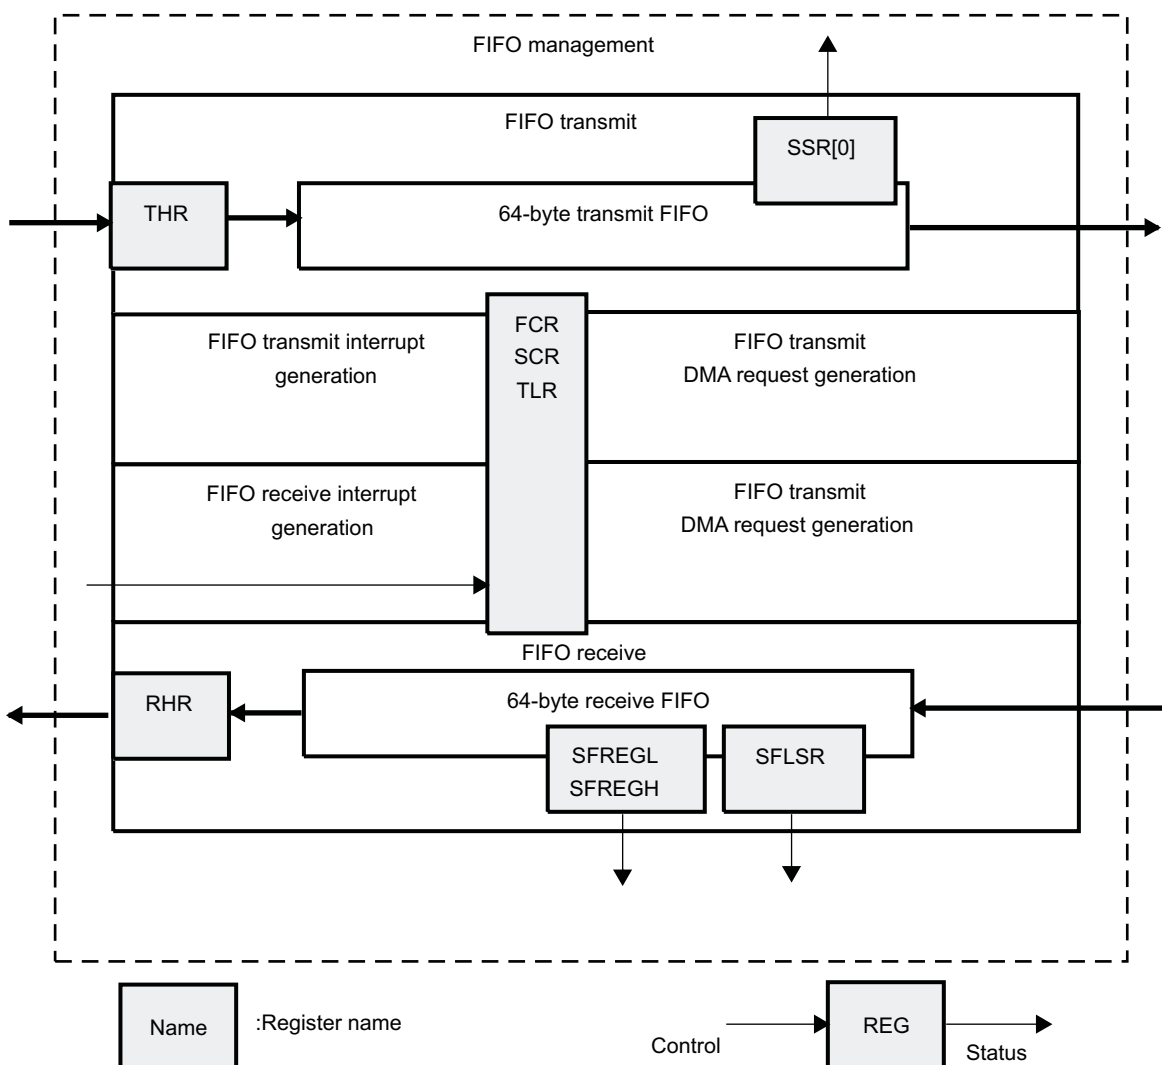 FIFO management
FIFO transmit
SSR[0]
THR
64-byte transmit FIFO
FIFO transmit interrupt
generation
FCR
SCR
TLR
FIFO transmit
DMA request generation
FIFO receive interrupt
generation
FIFO transmit
DMA request generation
FIFO receive
RHR
64-byte receive FIFO
SFREGL
SFREGH
SFLSR
Name
:Register name
Control
REG
Status